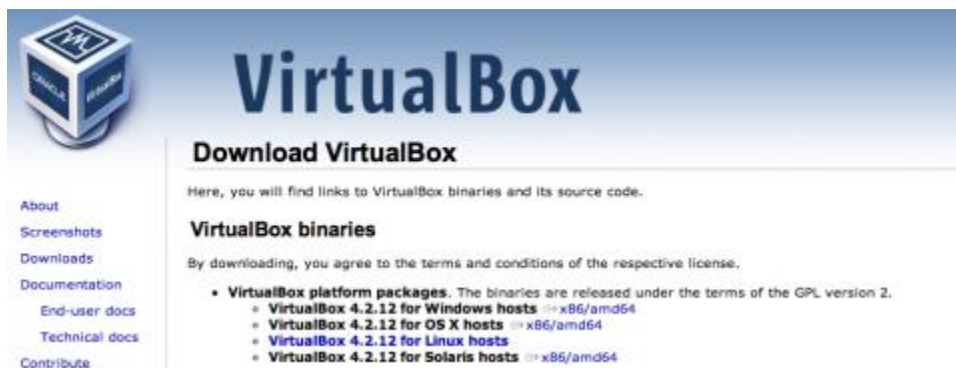 ORACLE
VirtualBox
VirtualBox
Download VirtualBox
Here, you will find links to VirtualBox binaries and its source code.
About
Screenshots
Downloads
Documentation
End-user docs
Technical docs
Contribute
VirtualBox binaries
By downloading, you agree to the terms and conditions of the respective license.
• VirtualBox platform packages. The binaries are released under the terms of the GPL version 2.
VirtualBox 4.2.12 for Windows hosts x86/amd64
VirtualBox 4.2.12 for OS X hosts x86/amd64
VirtualBox 4.2.12 for Linux hosts
VirtualBox 4.2.12 for Solaris hosts x86/amd64